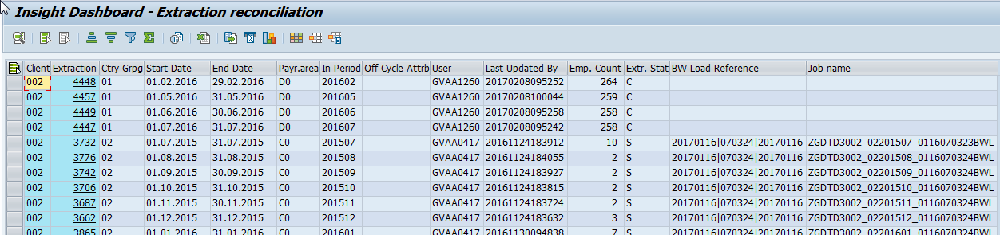 Insight Dashboard - Extraction reconciliation
Client Extraction Ctry Grpg Start Date End Date Payr.area In-Period Off-Cycle Attrb User Last Updated By Emp. Count Extr. Stat BW Load Reference Job name
002 4448 01 01.02.2016 29.02.2016 D0 201602 GVAA1260 20170208095252 264 C
002 4457 01 01.05.2016 31.05.2016 D0 201605 GVAA1260 20170208100044 259 C
002 4449 01 01.06.2016 30.06.2016 D0 201606 GVAA1260 20170208095258 258 C
002 4447 01 01.07.2016 31.07.2016 D0 201607 GVAA1260 20170208095242 258 C
002 3732 02 01.07.2015 31.07.2015 C0 201507 GVAA0417 20161124183912 10 S 20170116|070324|20170116 ZGDTD3002_02201507_0116070323BWL
002 3776 02 01.08.2015 31.08.2015 C0 201508 GVAA0417 20161124184055 2 S 20170116|070324|20170116 ZGDTD3002_02201508_0116070324BWL
002 3742 02 01.09.2015 30.09.2015 C0 201509 GVAA0417 20161124183927 2 S 20170116|070324|20170116 ZGDTD3002_02201509_0116070324BWL
002 3706 02 01.10.2015 31.10.2015 C0 201510 GVAA0417 20161124183815 2 S 20170116|070324|20170116 ZGDTD3002_02201510_0116070324BWL
002 3687 02 01.11.2015 30.11.2015 C0 201511 GVAA0417 20161124183724 2 S 20170116|070324|20170116 ZGDTD3002_02201511_0116070324BWL
002 3662 02 01.12.2015 31.12.2015 C0 201512 GVAA0417 20161124183632 3 S 20170116|070324|20170116 ZGDTD3002_02201512_0116070324BWL
002 3865 02 01.01.2016 31.01.2016 C0 201601 GVAA0417 20161130094838 7 S 20170116|070324|20170116 ZGDTD3002_02201601_0116070324BWL